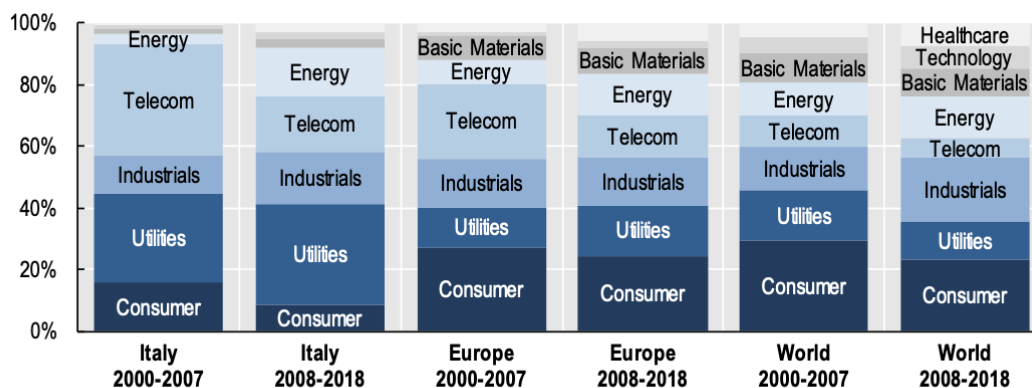 100%
80%
60%
40%
20%
0%
Energy
Telecom
Industrials
Utilities
Consumer
Energy
Telecom
Industrials
Utilities
Consumer
Basic Materials
Energy
Telecom
Industrials
Utilities
Consumer
Basic Materials
Energy
Telecom
Industrials
Utilities
Consumer
Basic Materials
Energy
Telecom
Industrials
Utilities
Consumer
Healthcare
Technology
Basic Materials
Energy
Telecom
Industrials
Utilities
Consumer
Italy
2000-2007
Italy
2008-2018
Europe
2000-2007
Europe
2008-2018
World
2000-2007
World
2008-2018